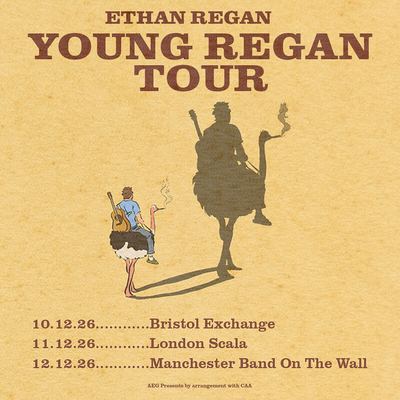 ETHAN REGAN
YOUNG REGAN
TOUR
10.12.26...........Bristol Exchange
11.12.26...........London Scala
12.12.26...........Manchester Band On The Wall
AEG Presents by arrangement with CAA